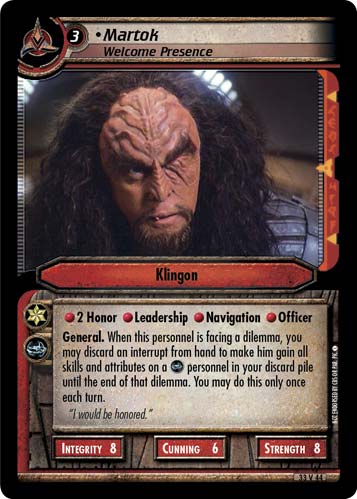 3
• Martok
Welcome Presence
Klingon
• 2 Honor • Leadership • Navigation • Officer
General. When this personnel is facing a dilemma, you
may discard an interrupt from hand to make him gain all
skills and attributes on a personnel in your discard pile
until the end of that dilemma. You may do this only once
each turn.
"I would be honored."
INTEGRITY 8
CUNNING 6
STRENGTH 8
33 V 44